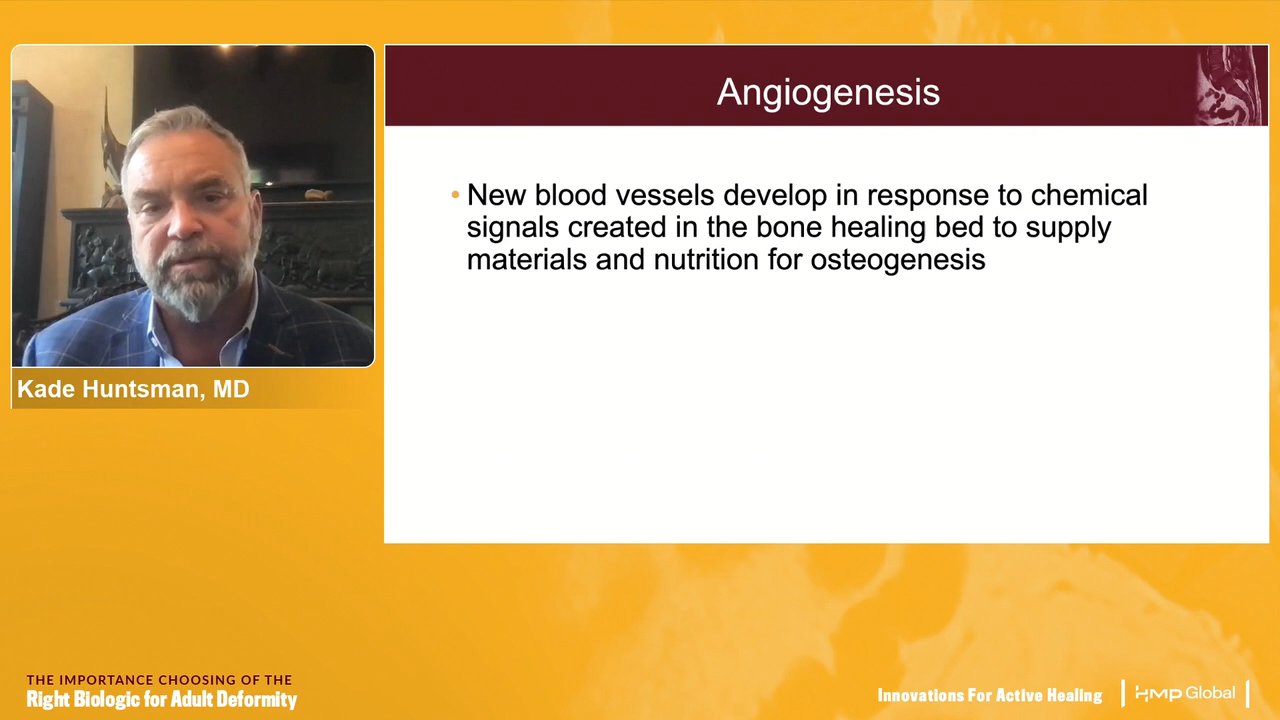 Angiogenesis
• New blood vessels develop in response to chemical
signals created in the bone healing bed to supply
materials and nutrition for osteogenesis
Kade Huntsman, MD
THE IMPORTANCE CHOOSING OF THE
Right Biologic for Adult Deformity
Innovations For Active Healing
HMP Global